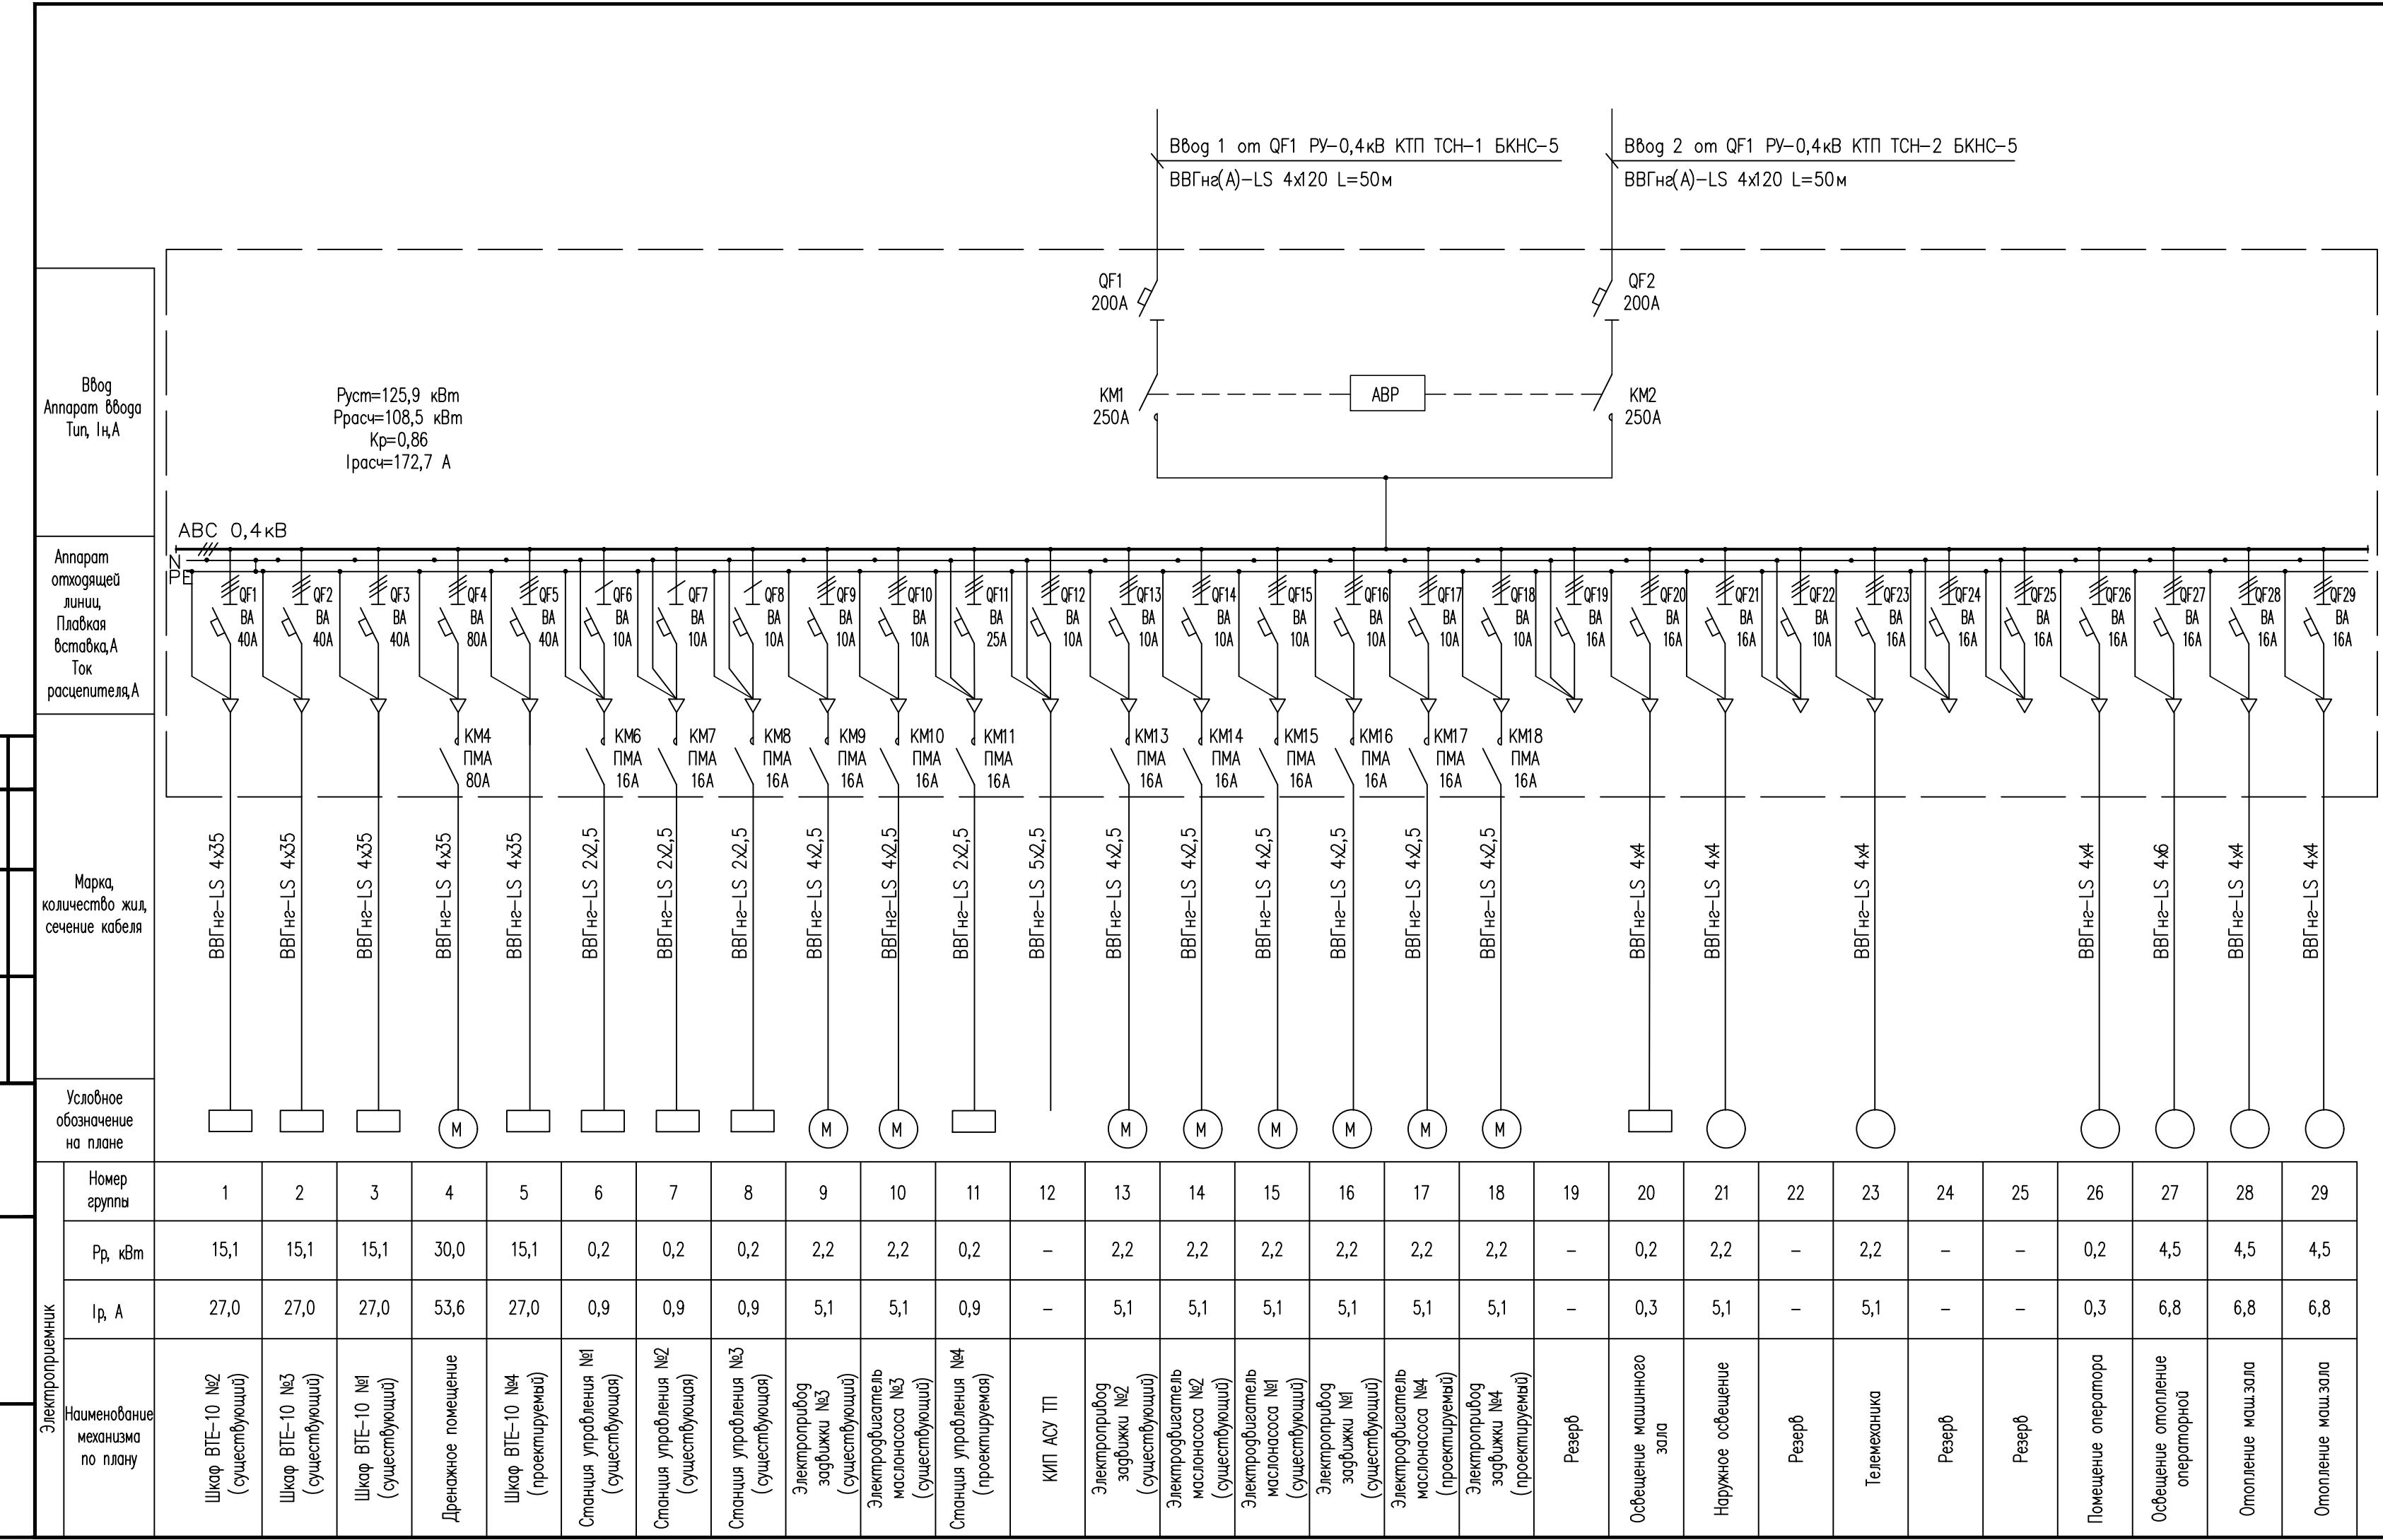 Ввод 1 от QF1 РУ-0,4кВ КТП ТСН-1 БКНС-5
ВВГнг(А)-LS 4х120 L=50м
Ввод 2 от QF1 РУ-0,4кВ КТП ТСН-2 БКНС-5
ВВГнг(А)-LS 4х120 L=50м
QF1
200А
QF2
200А
КМ1
250А
АВР
КМ2
250А
Ввод
Аппарат ввода
Тип, Iн,А
Руст=125,9 кВт
Ррасч=108,5 кВт
Кр=0,86
Iрасч=172,7 А
АВС 0,4кВ
N
РЕ
Аппарат
отходящей
линии,
Плавкая
вставка,А
Ток
расцепителя,А
QF1 ВА 40А
QF2 ВА 40А
QF3 ВА 40А
QF4 ВА 80А
QF5 ВА 40А
QF6 ВА 10А
QF7 ВА 10А
QF8 ВА 10А
QF9 ВА 10А
QF10 ВА 10А
QF11 ВА 25А
QF12 ВА 10А
QF13 ВА 10А
QF14 ВА 10А
QF15 ВА 10А
QF16 ВА 10А
QF17 ВА 10А
QF18 ВА 10А
QF19 ВА 16А
QF20 ВА 16А
QF21 ВА 16А
QF22 ВА 10А
QF23 ВА 16А
QF24 ВА 16А
QF25 ВА 16А
QF26 ВА 16А
QF27 ВА 16А
QF28 ВА 16А
QF29 ВА 16А
КМ4 ПМА 80А
КМ6 ПМА 16А
КМ7 ПМА 16А
КМ8 ПМА 16А
КМ9 ПМА 16А
КМ10 ПМА 16А
КМ11 ПМА 16А
КМ13 ПМА 16А
КМ14 ПМА 16А
КМ15 ПМА 16А
КМ16 ПМА 16А
КМ17 ПМА 16А
КМ18 ПМА 16А
Марка,
количество жил,
сечение кабеля
ВВГнг-LS 4х35
ВВГнг-LS 4х35
ВВГнг-LS 4х35
ВВГнг-LS 4х35
ВВГнг-LS 4х35
ВВГнг-LS 2х2,5
ВВГнг-LS 2х2,5
ВВГнг-LS 2х2,5
ВВГнг-LS 4х2,5
ВВГнг-LS 4х2,5
ВВГнг-LS 2х2,5
ВВГнг-LS 5х2,5
ВВГнг-LS 4х2,5
ВВГнг-LS 4х2,5
ВВГнг-LS 4х2,5
ВВГнг-LS 4х2,5
ВВГнг-LS 4х2,5
ВВГнг-LS 4х2,5
ВВГнг-LS 4х4
ВВГнг-LS 4х4
ВВГнг-LS 4х4
ВВГнг-LS 4х4
ВВГнг-LS 4х6
ВВГнг-LS 4х4
ВВГнг-LS 4х4
Условное
обозначение
на плане
М М М М М М М М М
Электроприемник
Номер
группы
1 2 3 4 5 6 7 8 9 10 11 12 13 14 15 16 17 18 19 20 21 22 23 24 25 26 27 28 29
Рр, кВт
15,1 15,1 15,1 30,0 15,1 0,2 0,2 0,2 2,2 2,2 0,2 – 2,2 2,2 2,2 2,2 2,2 2,2 – 0,2 2,2 – 2,2 – – 0,2 4,5 4,5 4,5
Iр, А
27,0 27,0 27,0 53,6 27,0 0,9 0,9 0,9 5,1 5,1 0,9 – 5,1 5,1 5,1 5,1 5,1 5,1 – 0,3 5,1 – 5,1 – – 0,3 6,8 6,8 6,8
Наименование
механизма
по плану
Шкаф ВТЕ-10 №2
(существующий)
Шкаф ВТЕ-10 №3
(существующий)
Шкаф ВТЕ-10 №1
(существующий)
Дренажное помещение
Шкаф ВТЕ-10 №4
(проектируемый)
Станция управления №1
(существующая)
Станция управления №2
(существующая)
Станция управления №3
(существующая)
Электропривод
задвижки №3
(существующий)
Электродвигатель
маслонасоса №3
(существующий)
Станция управления №4
(проектируемая)
КИП АСУ ТП
Электропривод
задвижки №2
(существующий)
Электродвигатель
маслонасоса №2
(существующий)
Электродвигатель
маслонасоса №1
(существующий)
Электропривод
задвижки №1
(существующий)
Электродвигатель
маслонасоса №4
(проектируемый)
Электропривод
задвижки №4
(проектируемый)
Резерв
Освещение машинного
зала
Наружное освещение
Резерв
Телемеханика
Резерв
Резерв
Помещение оператора
Освещение отопление
операторной
Отопление маш.зала
Отопление маш.зала